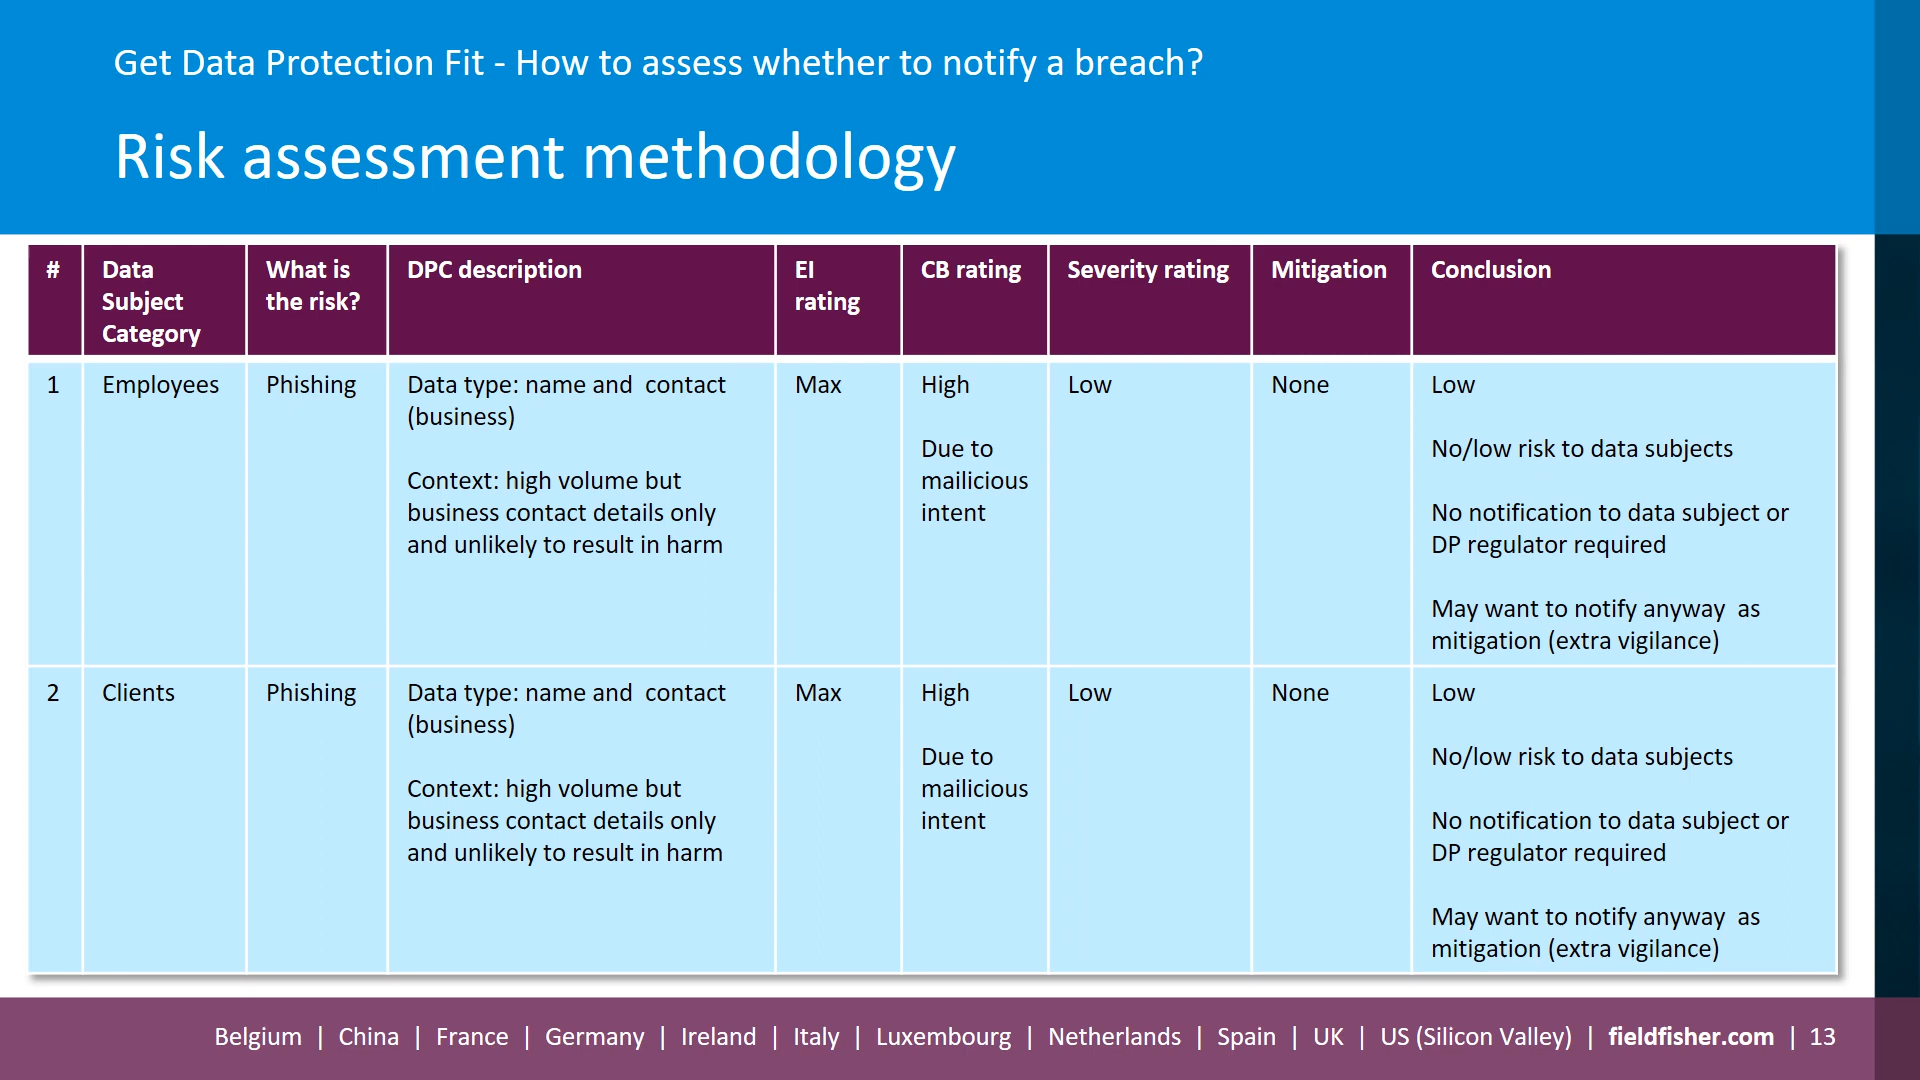 Get Data Protection Fit - How to assess whether to notify a breach?
Risk assessment methodology
#
Data
Subject
Category
What is
the risk?
DPC description
EI
rating
CB rating
Severity rating
Mitigation
Conclusion
1
Employees
Phishing
Data type: name and  contact
(business)
Context: high volume but
business contact details only
and unlikely to result in harm
Max
High
Due to
mailicious
intent
Low
None
Low
No/low risk to data subjects
No notification to data subject or
DP regulator required
May want to notify anyway  as
mitigation (extra vigilance)
2
Clients
Phishing
Data type: name and  contact
(business)
Context: high volume but
business contact details only
and unlikely to result in harm
Max
High
Due to
mailicious
intent
Low
None
Low
No/low risk to data subjects
No notification to data subject or
DP regulator required
May want to notify anyway  as
mitigation (extra vigilance)
Belgium | China | France | Germany | Ireland | Italy | Luxembourg | Netherlands | Spain | UK | US (Silicon Valley) | fieldfisher.com | 13